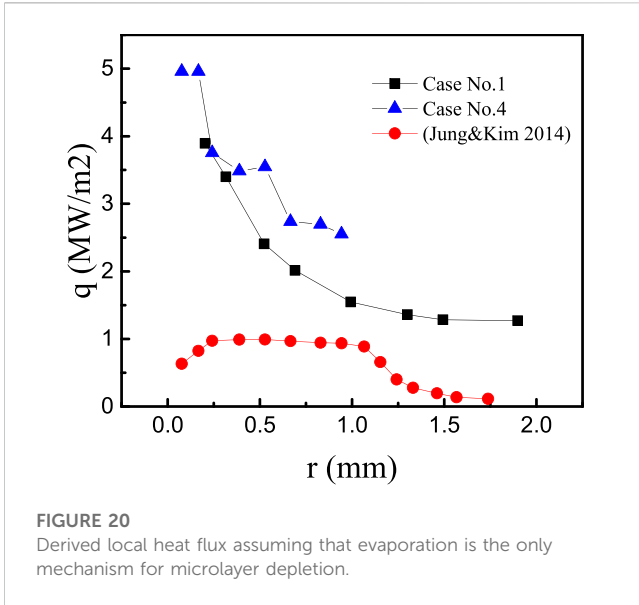 5
4
3
2
1
0
q (MW/m2)
Case No.1
Case No.4
(Jung&Kim 2014)
0.0 0.5 1.0 1.5 2.0
r (mm)
FIGURE 20
Derived local heat flux assuming that evaporation is the only
mechanism for microlayer depletion.